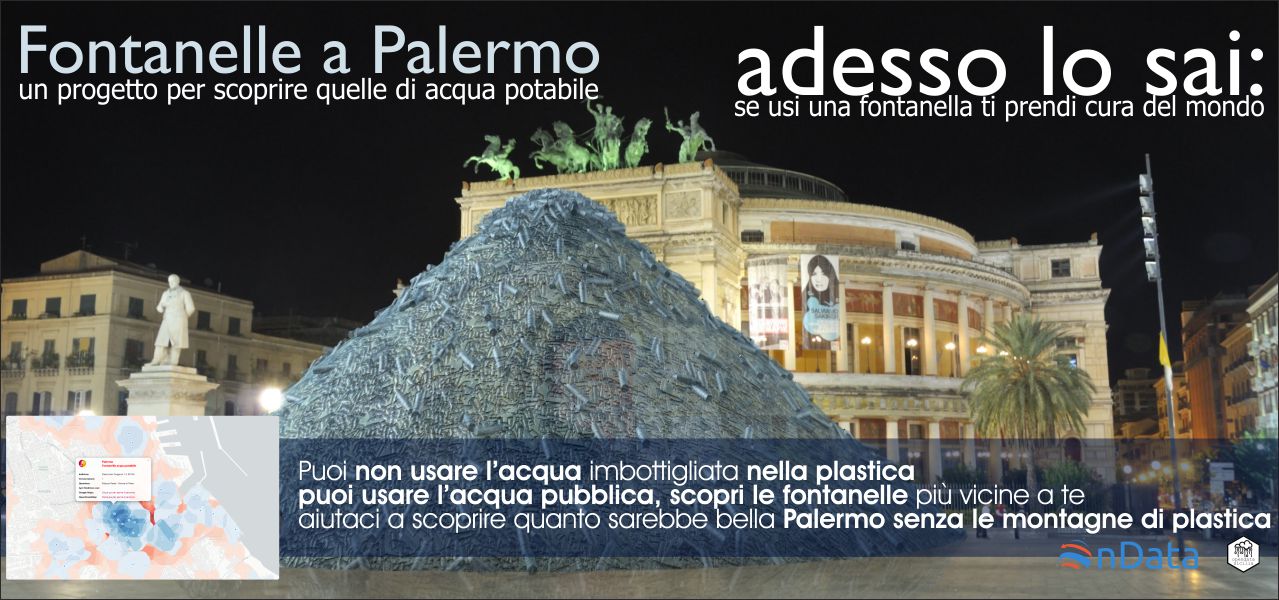 Fontanelle a Palermo
un progetto per scoprire quelle di acqua potabile
adesso lo sai:
se usi una fontanella ti prendi cura del mondo
Puoi non usare l'acqua imbottigliata nella plastica
puoi usare l'acqua pubblica, scopri le fontanelle più vicine a te
aiutaci a scoprire quanto sarebbe bella Palermo senza le montagne di plastica
onData